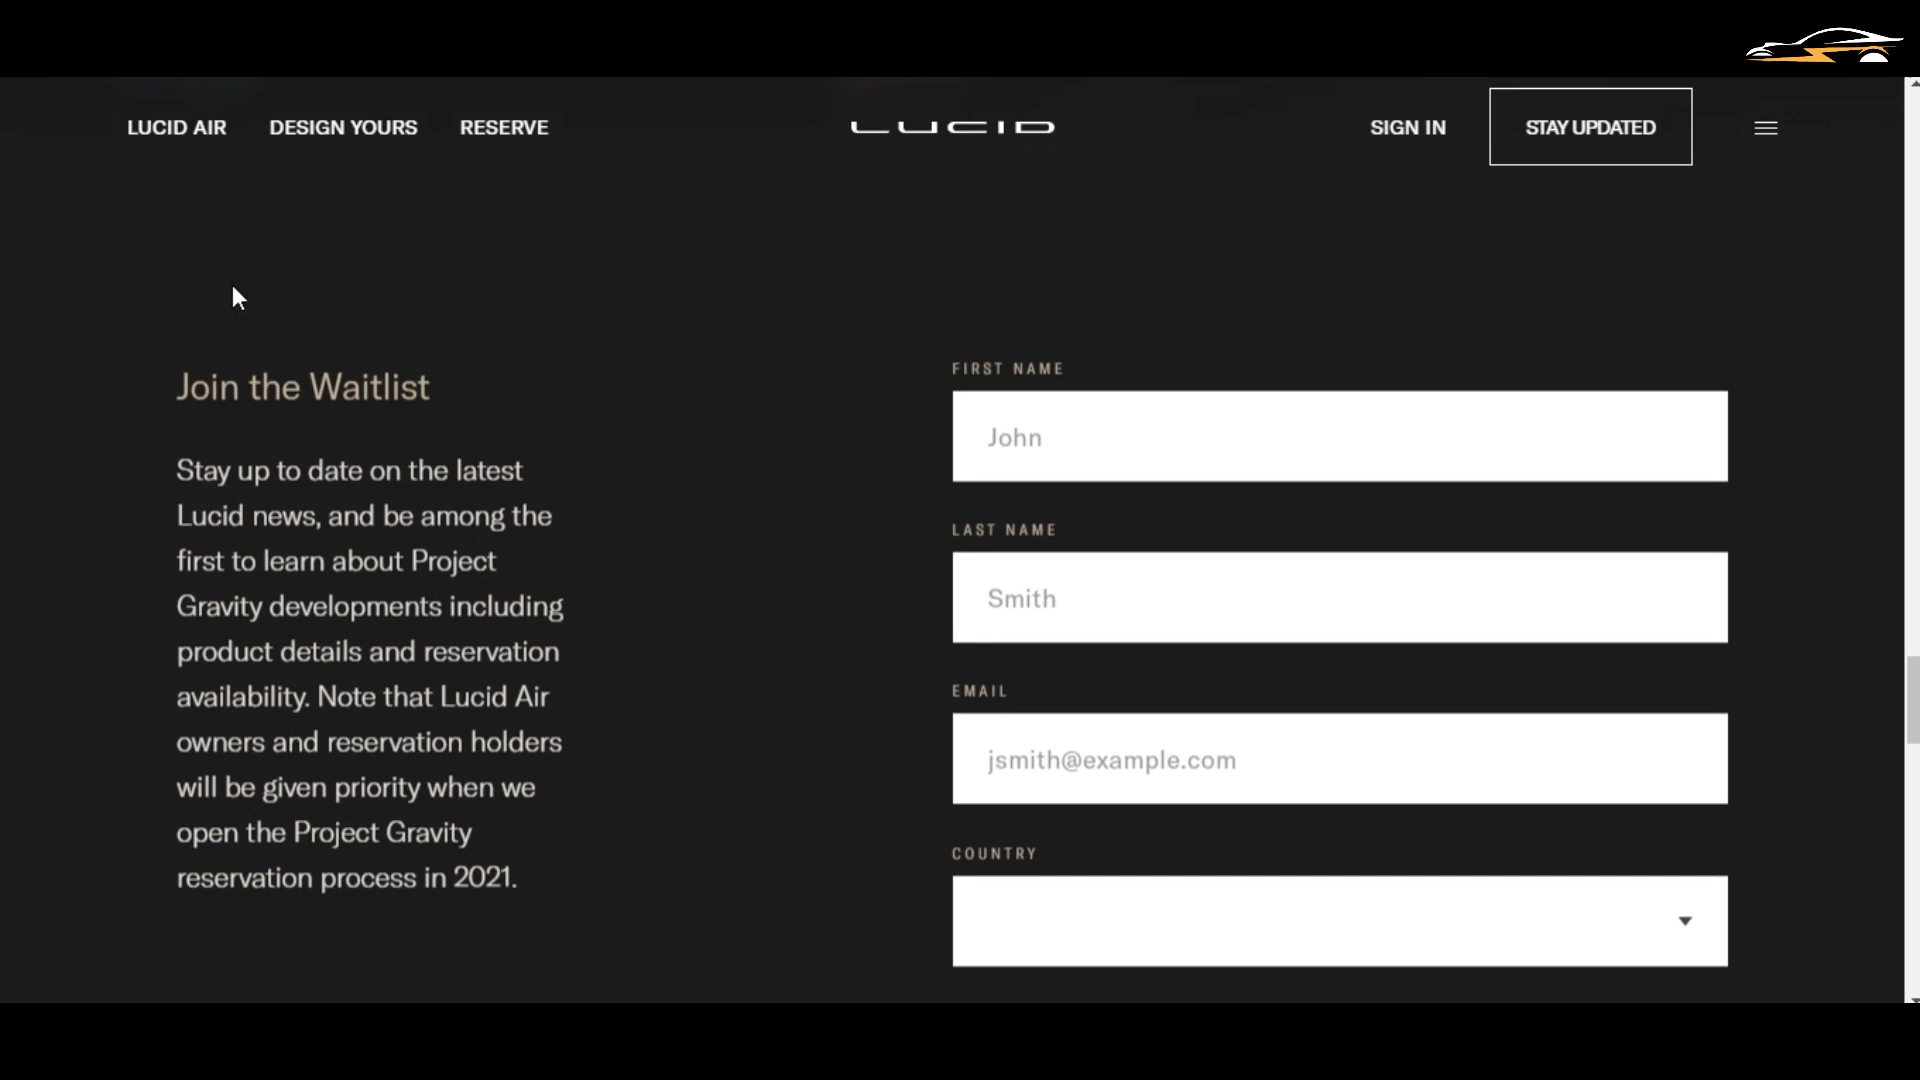 LUCID AIR DESIGN YOURS RESERVE LUCID SIGN IN STAY UPDATED
Join the Waitlist
Stay up to date on the latest
Lucid news, and be among the
first to learn about Project
Gravity developments including
product details and reservation
availability. Note that Lucid Air
owners and reservation holders
will be given priority when we
open the Project Gravity
reservation process in 2021.
FIRST NAME
John
LAST NAME
Smith
EMAIL
jsmith@example.com
COUNTRY